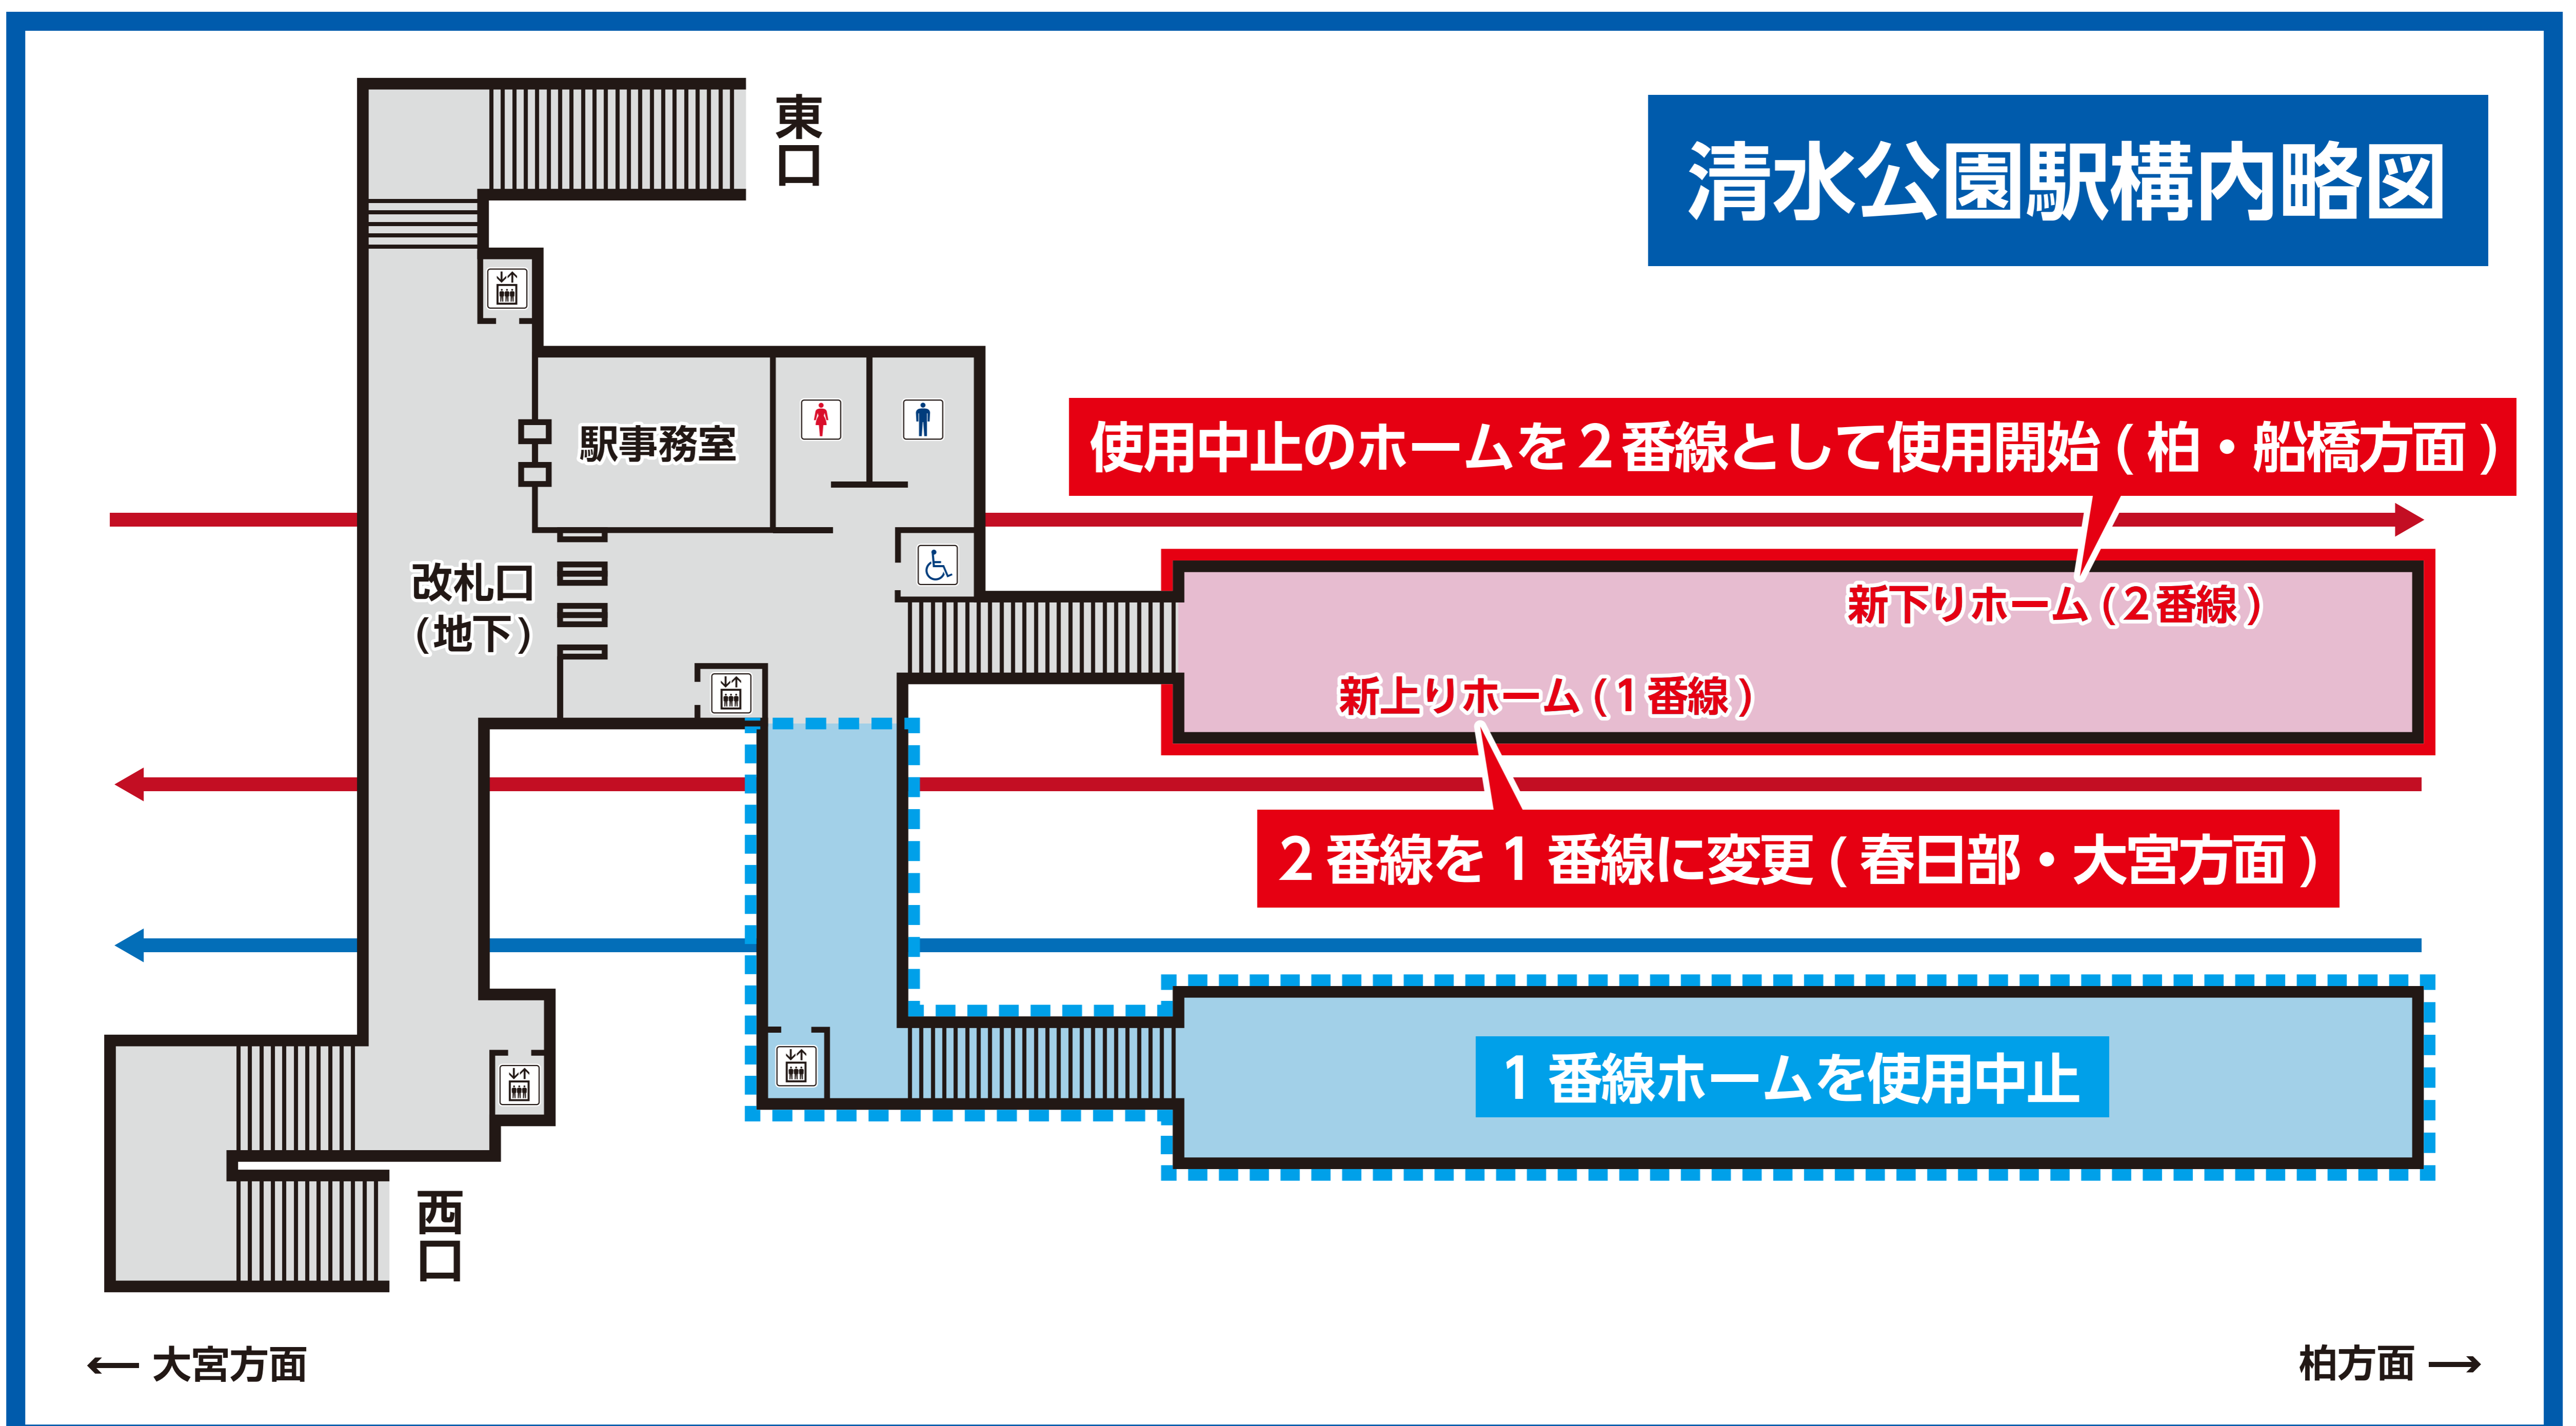 東口
清水公園駅構内略図
使用中止のホームを2番線として使用開始(柏・船橋方面)
駅事務室
改札口
(地下)
新下りホーム(2番線)
新上りホーム(1番線)
2番線を1番線に変更(春日部・大宮方面)
1番線ホームを使用中止
西口
← 大宮方面
柏方面 →